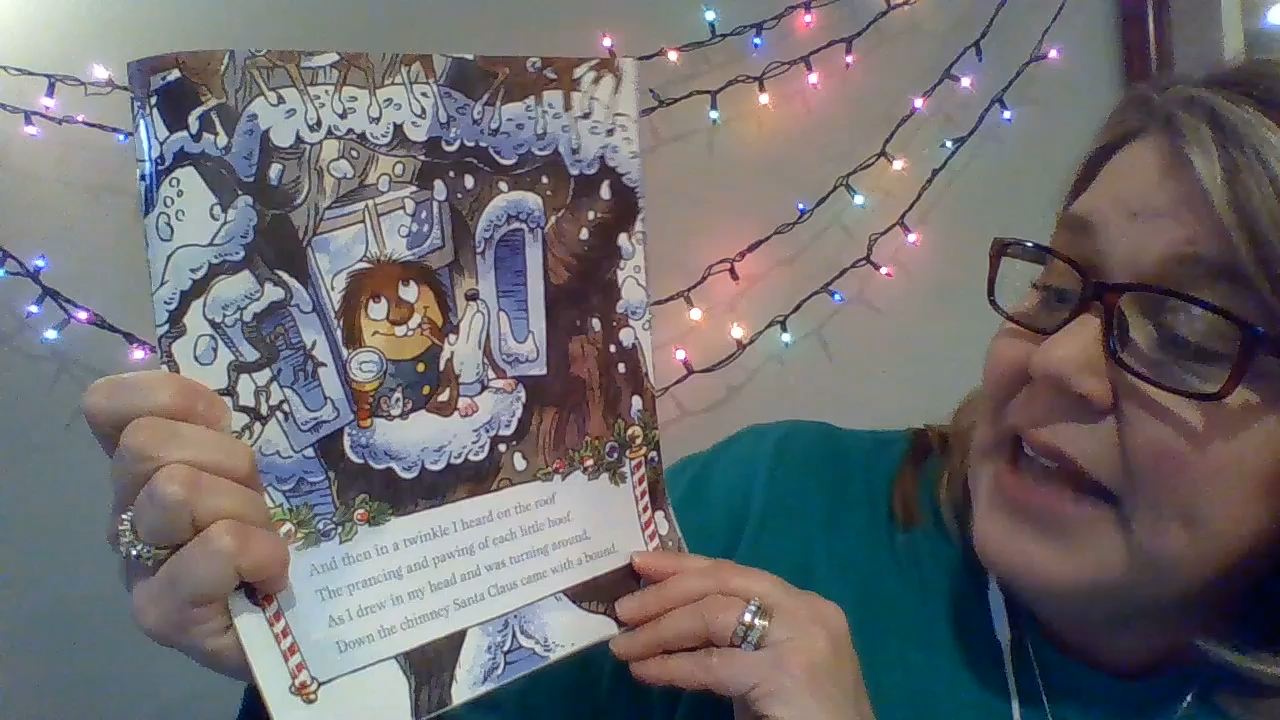 And then in a twinkle I heard on the roof
The prancing and pawing of each little hoof.
As I drew in my head and was turning around,
Down the chimney Santa Claus came with a bound.